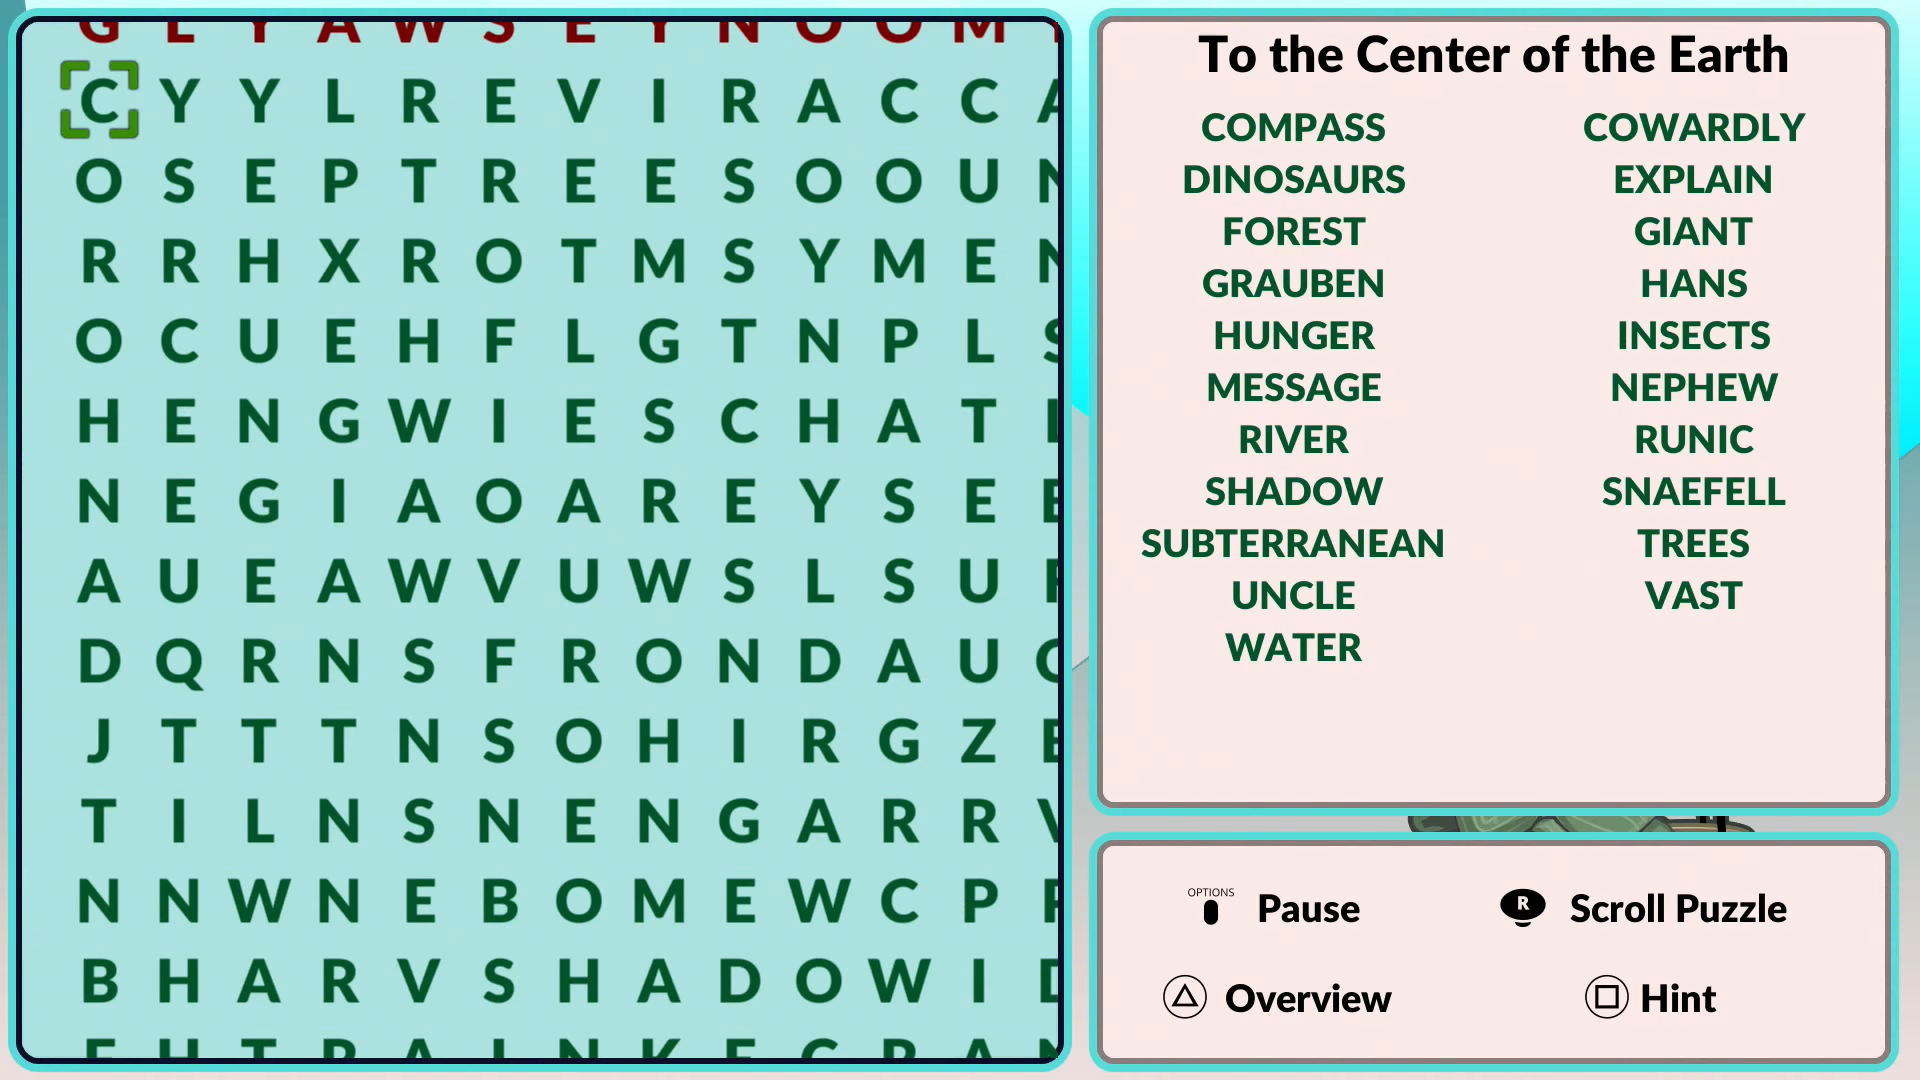 G L Y A W S E Y N O O M
C Y Y L R E V I R A C C A
O S E P T R E E S O O U N
R R H X R O T M S Y M E N
O C U E H F L G T N P L S
H E N G W I E S C H A T
N E G I A O A R E Y S E E
A U E A W V U W S L S U
D Q R N S F R O N D A U
J T T T N S O H I R G Z E
T I L N S N E N G A R R V
N N W N E B O M E W C P
B H A R V S H A D O W I
To the Center of the Earth
COMPASS COWARDLY
DINOSAURS EXPLAIN
FOREST GIANT
GRAUBEN HANS
HUNGER INSECTS
MESSAGE NEPHEW
RIVER RUNIC
SHADOW SNAEFELL
SUBTERRANEAN TREES
UNCLE VAST
WATER
OPTIONS Pause R Scroll Puzzle
Overview Hint